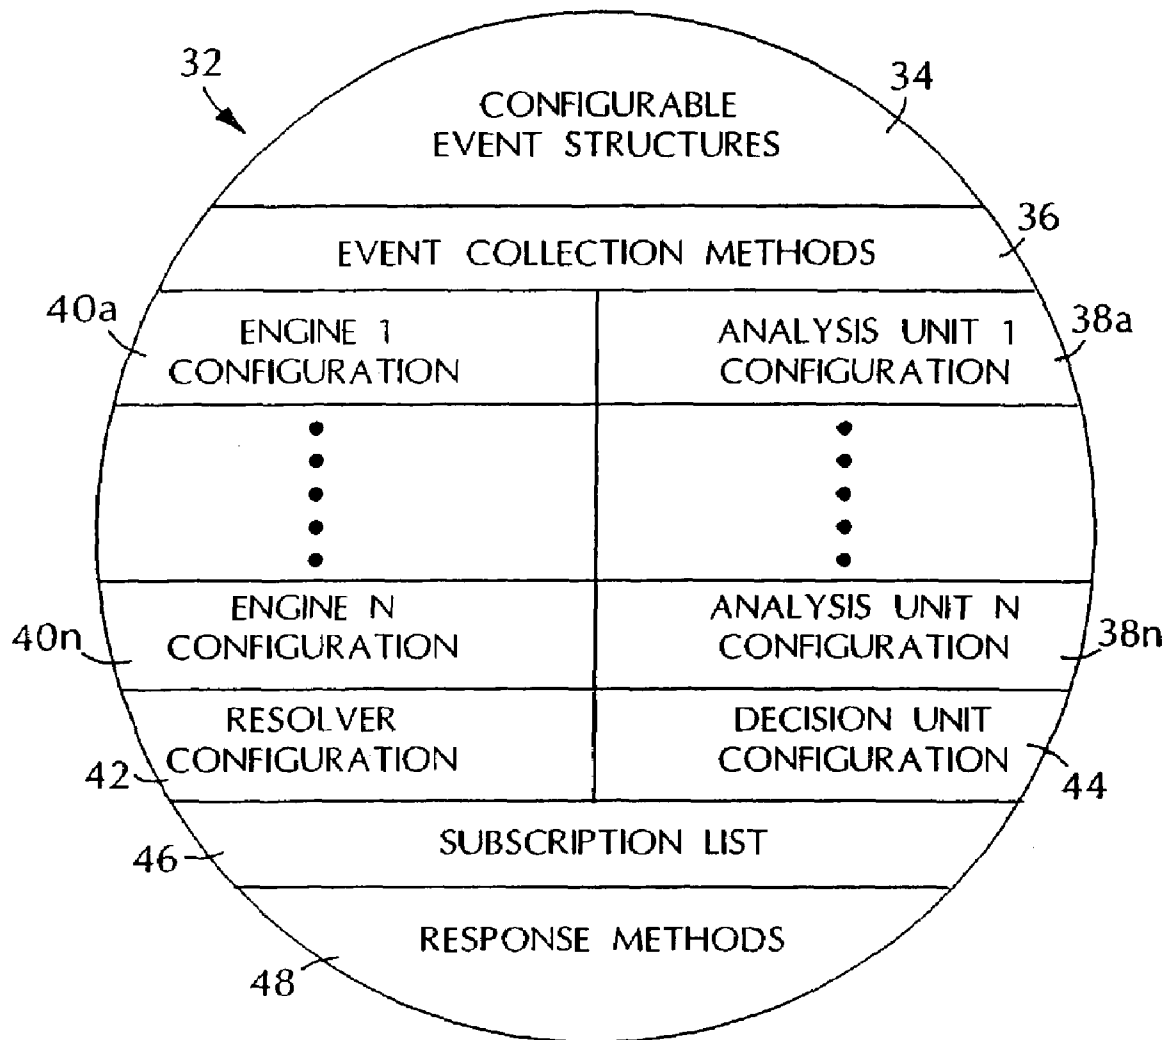 32
34
CONFIGURABLE
EVENT STRUCTURES
36
EVENT COLLECTION METHODS
40a
ENGINE 1
CONFIGURATION
ANALYSIS UNIT 1
CONFIGURATION
38a
40n
ENGINE N
CONFIGURATION
ANALYSIS UNIT N
CONFIGURATION
38n
42
RESOLVER
CONFIGURATION
DECISION UNIT
CONFIGURATION
44
46
SUBSCRIPTION LIST
48
RESPONSE METHODS